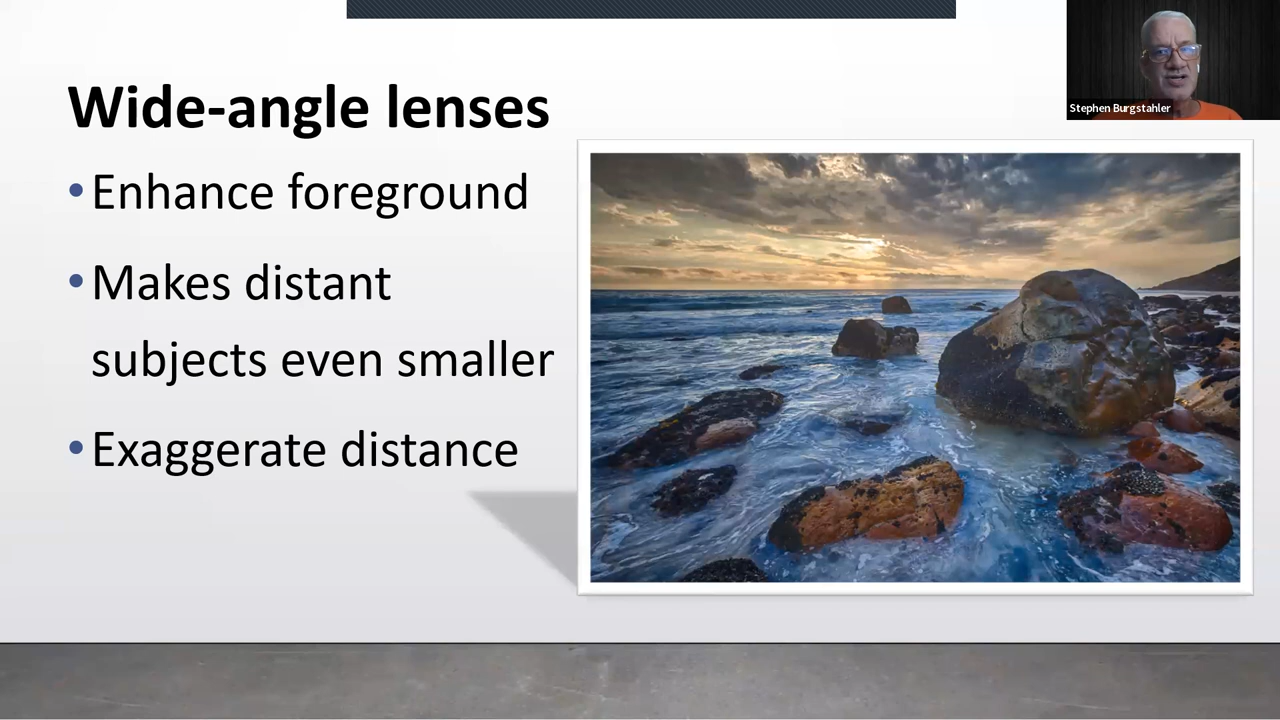 Wide-angle lenses
•Enhance foreground
•Makes distant
subjects even smaller
•Exaggerate distance
Stephen Burgstahler